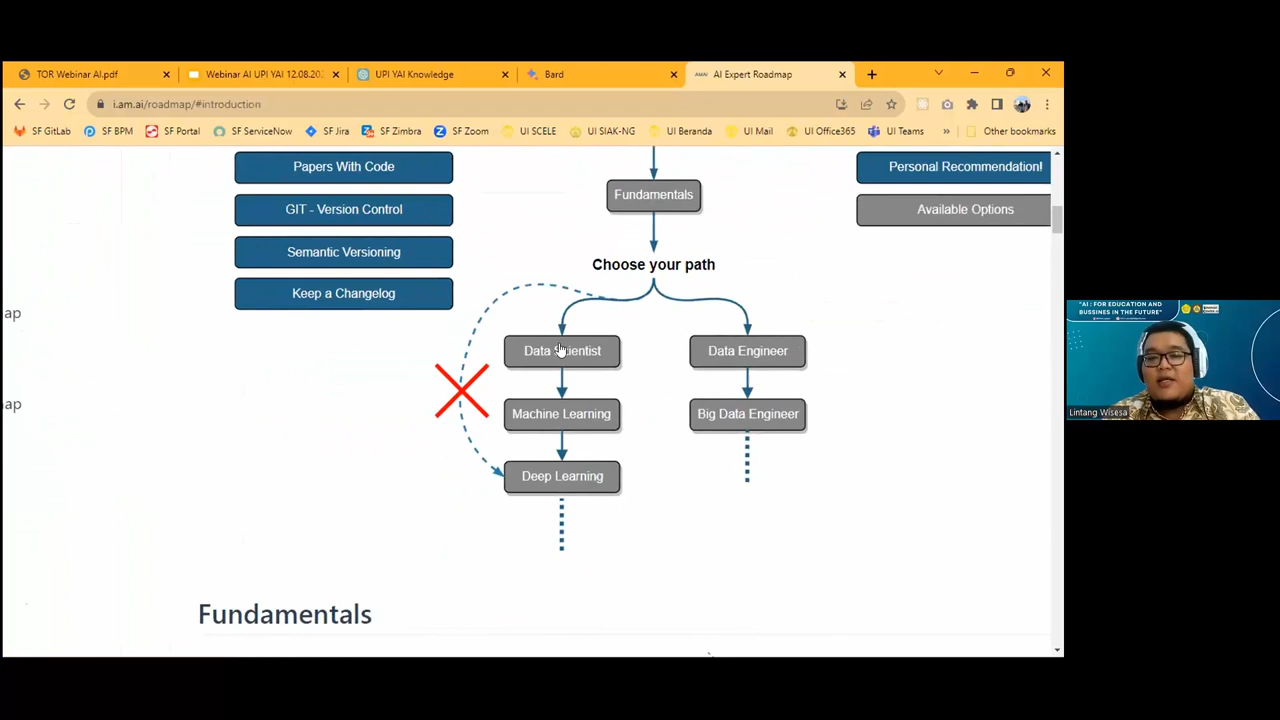 TOR Webinar AI.pdf
Webinar AI UPI YAI 12.08.202
UPI YAI Knowledge
Bard
AMAI
AI Expert Roadmap
i.am.ai/roadmap/#introduction
SF GitLab
SF BPM
SF Portal
SF ServiceNow
SF Jira
SF Zimbra
SF Zoom
UI SCELE
UI SIAK-NG
UI Beranda
UI Mail
UI Office365
UI Teams
»
Other bookmarks
Papers With Code
GIT - Version Control
Semantic Versioning
Keep a Changelog
Fundamentals
Personal Recommendation!
Available Options
Choose your path
Data Scientist
Data Engineer
Machine Learning
Big Data Engineer
Deep Learning
ap
ap
Fundamentals
"AI : FOR EDUCATION AND
BUSSINES IN THE FUTURE"
Lintang Wisesa